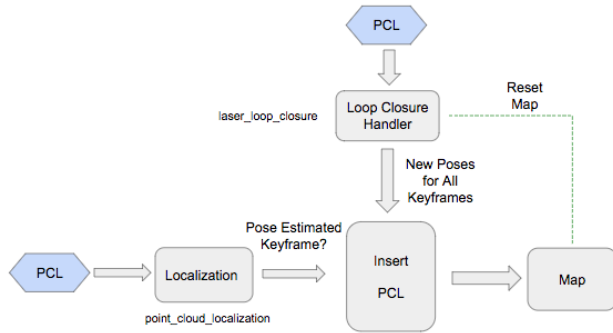 PCL
Loop Closure
Handler
laser_loop_closure
Reset
Map
New Poses
for All
Keyframes
Pose Estimated
Keyframe?
PCL
Localization
Insert
PCL
Map
point_cloud_localization